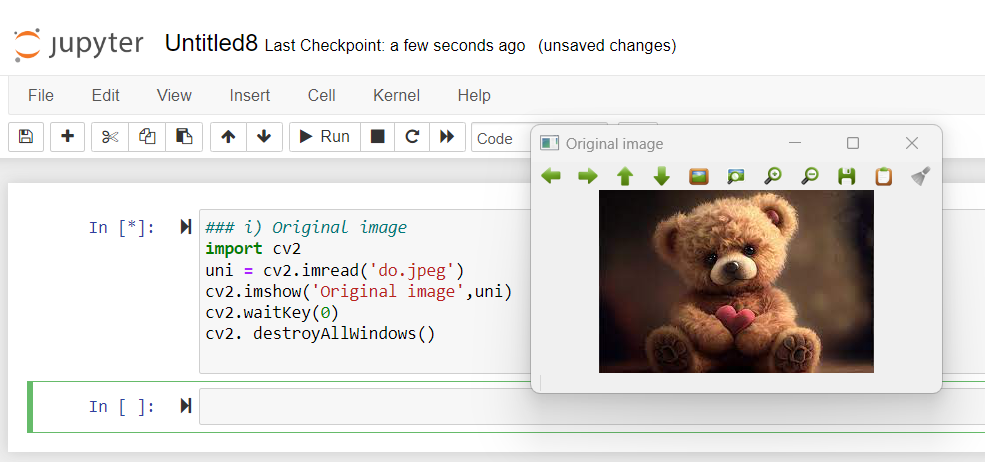 jupyter Untitled8 Last Checkpoint: a few seconds ago (unsaved changes)
File Edit View Insert Cell Kernel Help
Run Code
Original image
In [*]: ### i) Original image
import cv2
uni = cv2.imread('do.jpeg')
cv2.imshow('Original image',uni)
cv2.waitKey(0)
cv2. destroyAllWindows()
In [ ]: